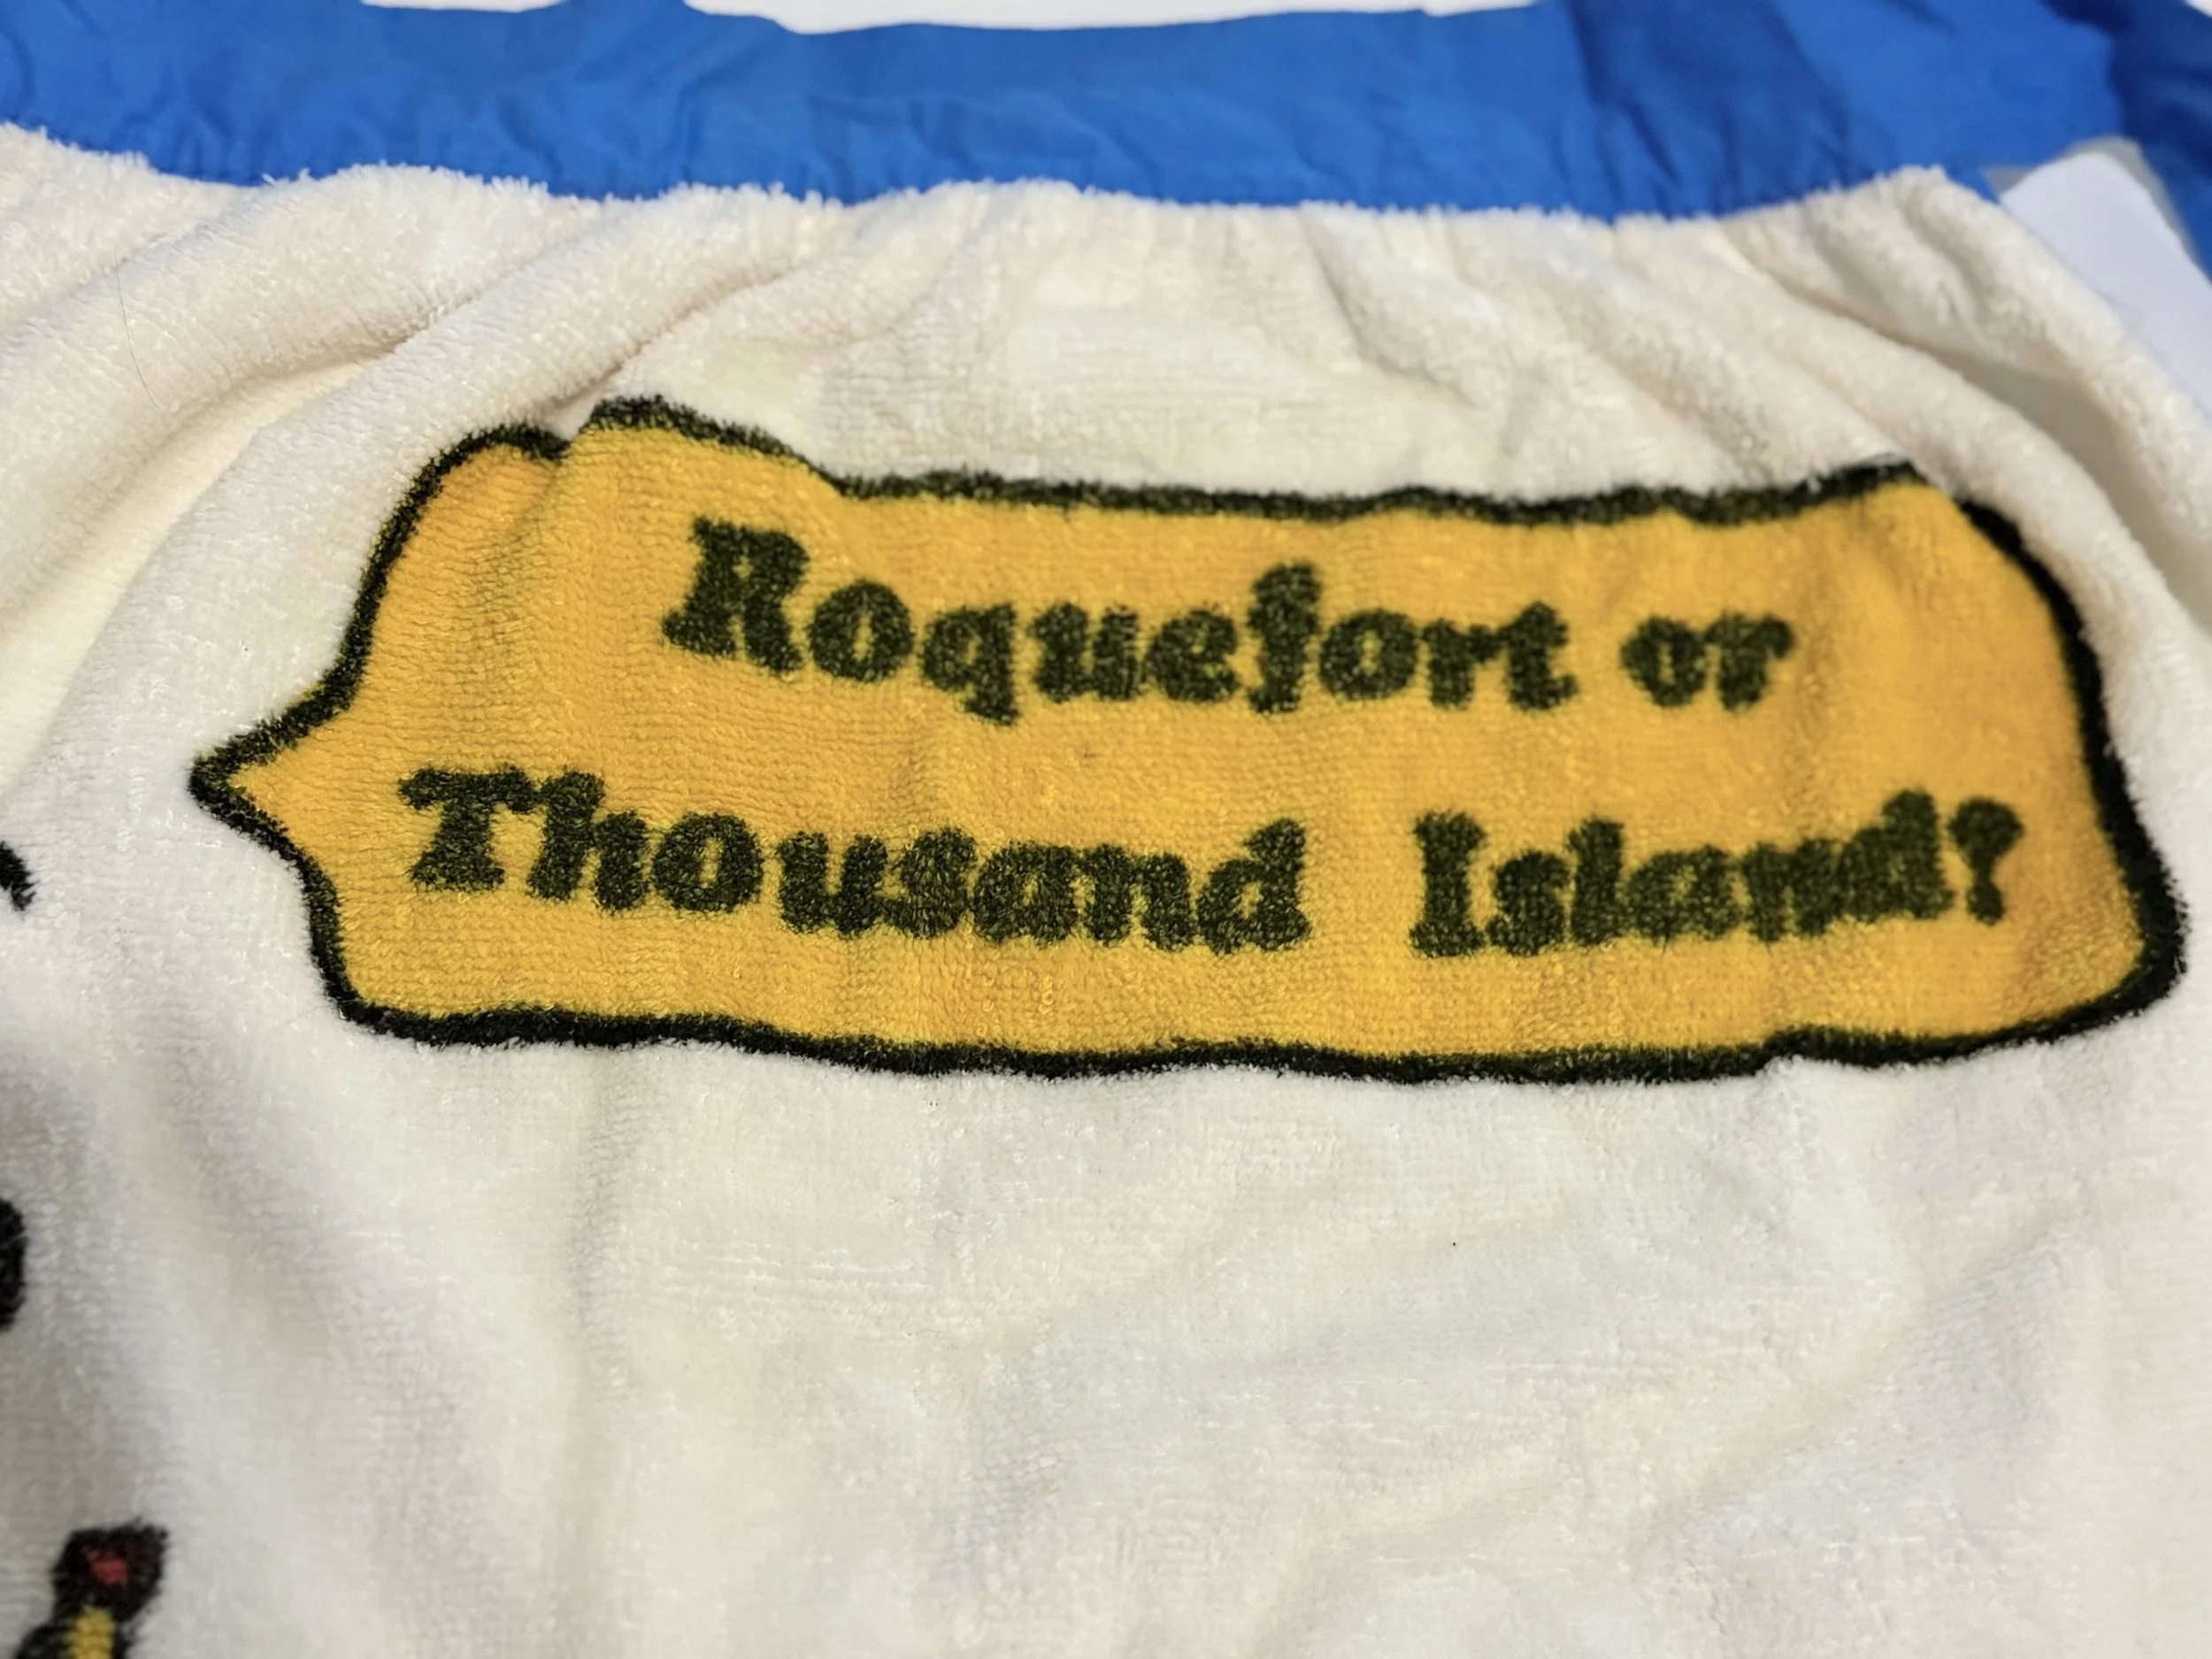 Roquefort or
Thousand Island?